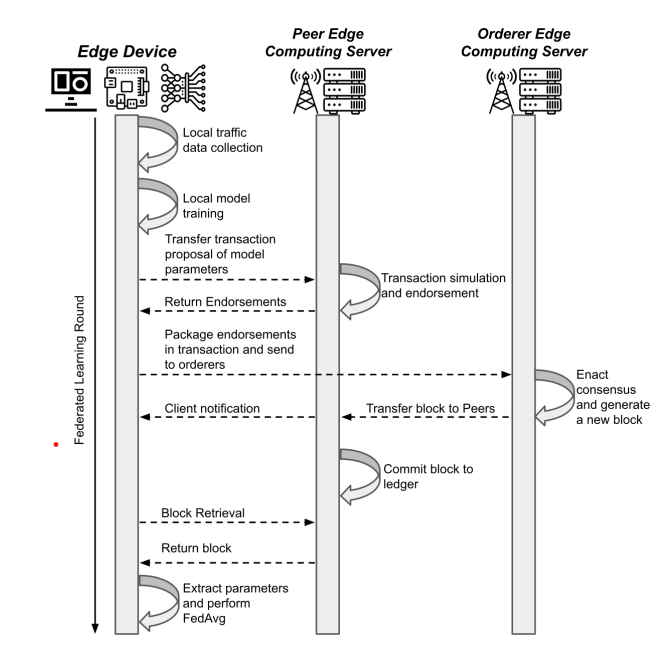 Edge Device
Peer Edge
Computing Server
Orderer Edge
Computing Server
Local traffic
data collection
Local model
training
Transfer transaction
proposal of model
parameters
Transaction simulation
and endorsement
Return Endorsements
Package endorsements
in transaction and send
to orderers
Enact
consensus
and generate
a new block
Client notification
Transfer block to Peers
Commit block to
ledger
Block Retrieval
Return block
Extract parameters
and perform
FedAvg
Federated Learning Round